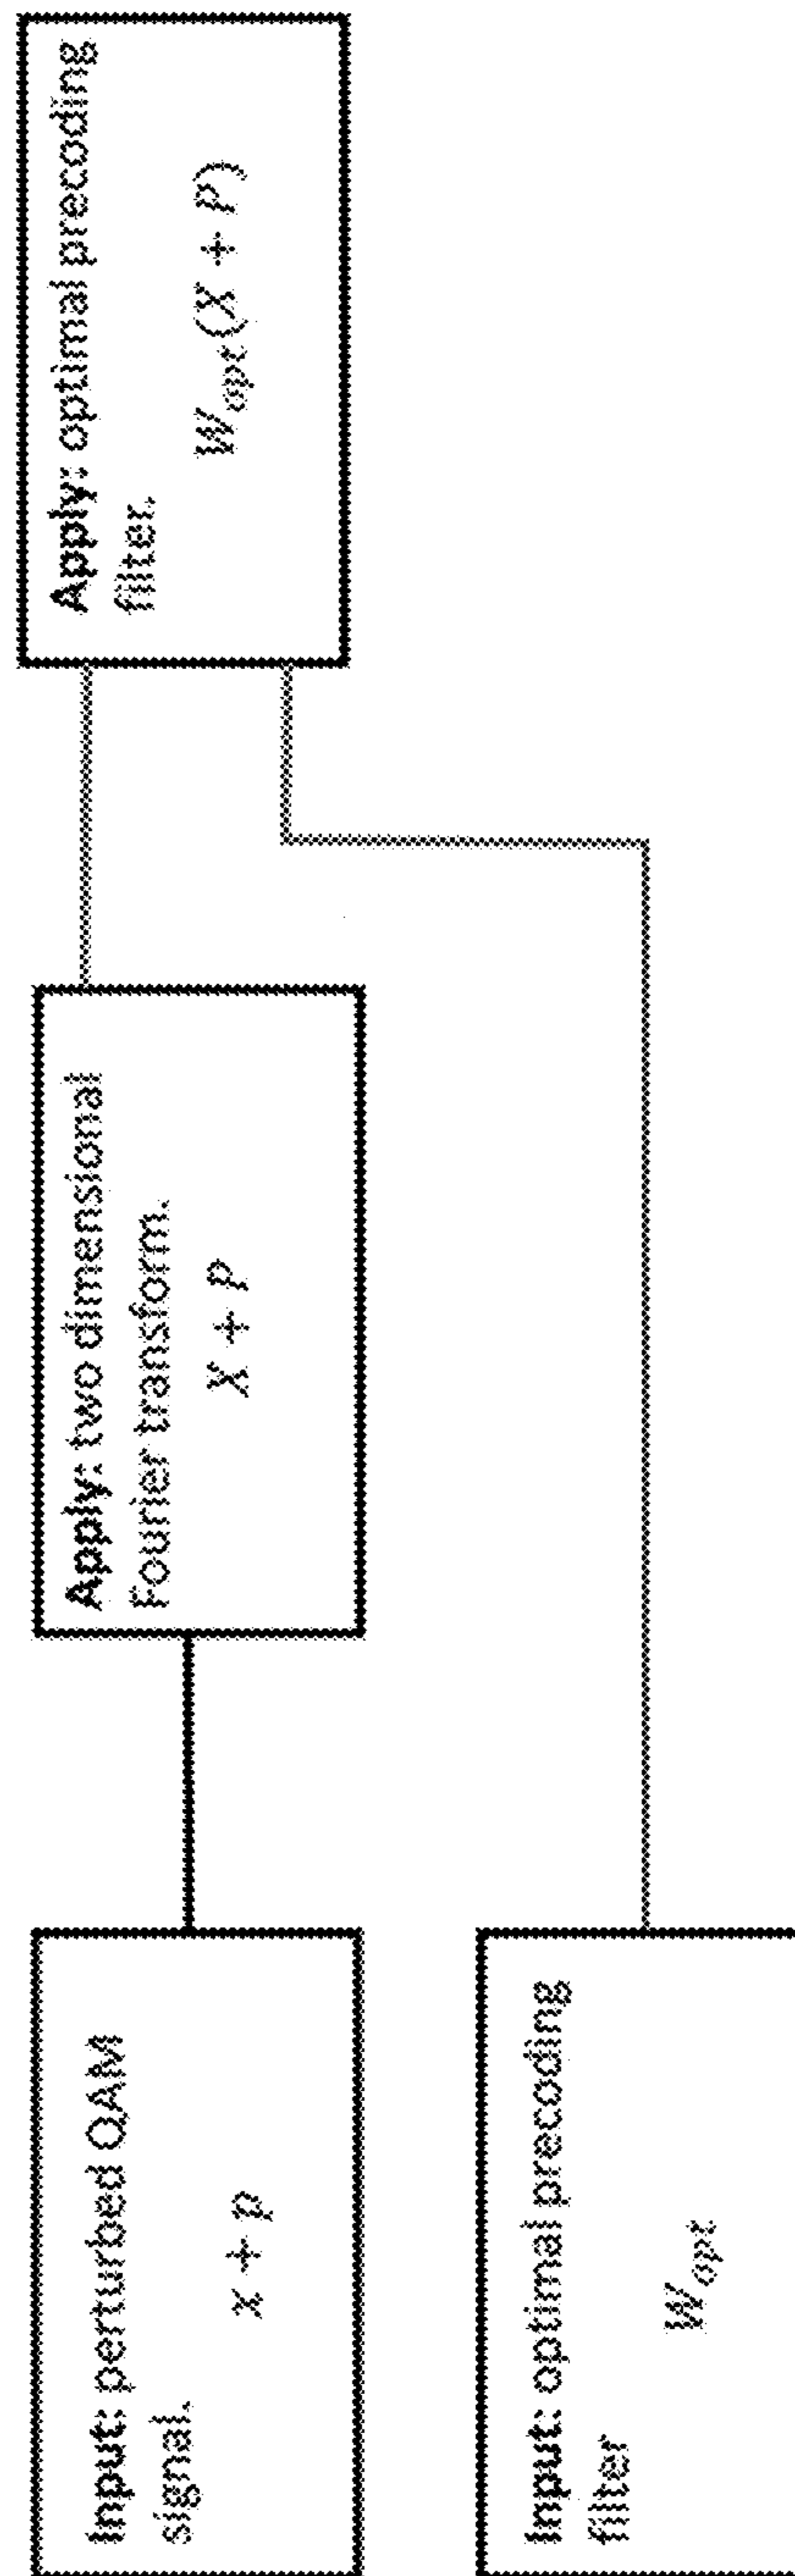 Input: perturbed QAM
signal.
x + p
Apply: two dimensional
Fourier transform.
X + P
Apply: optimal precoding
filter.
W_opt(X + P)
Input: optimal precoding
filter
W_opt